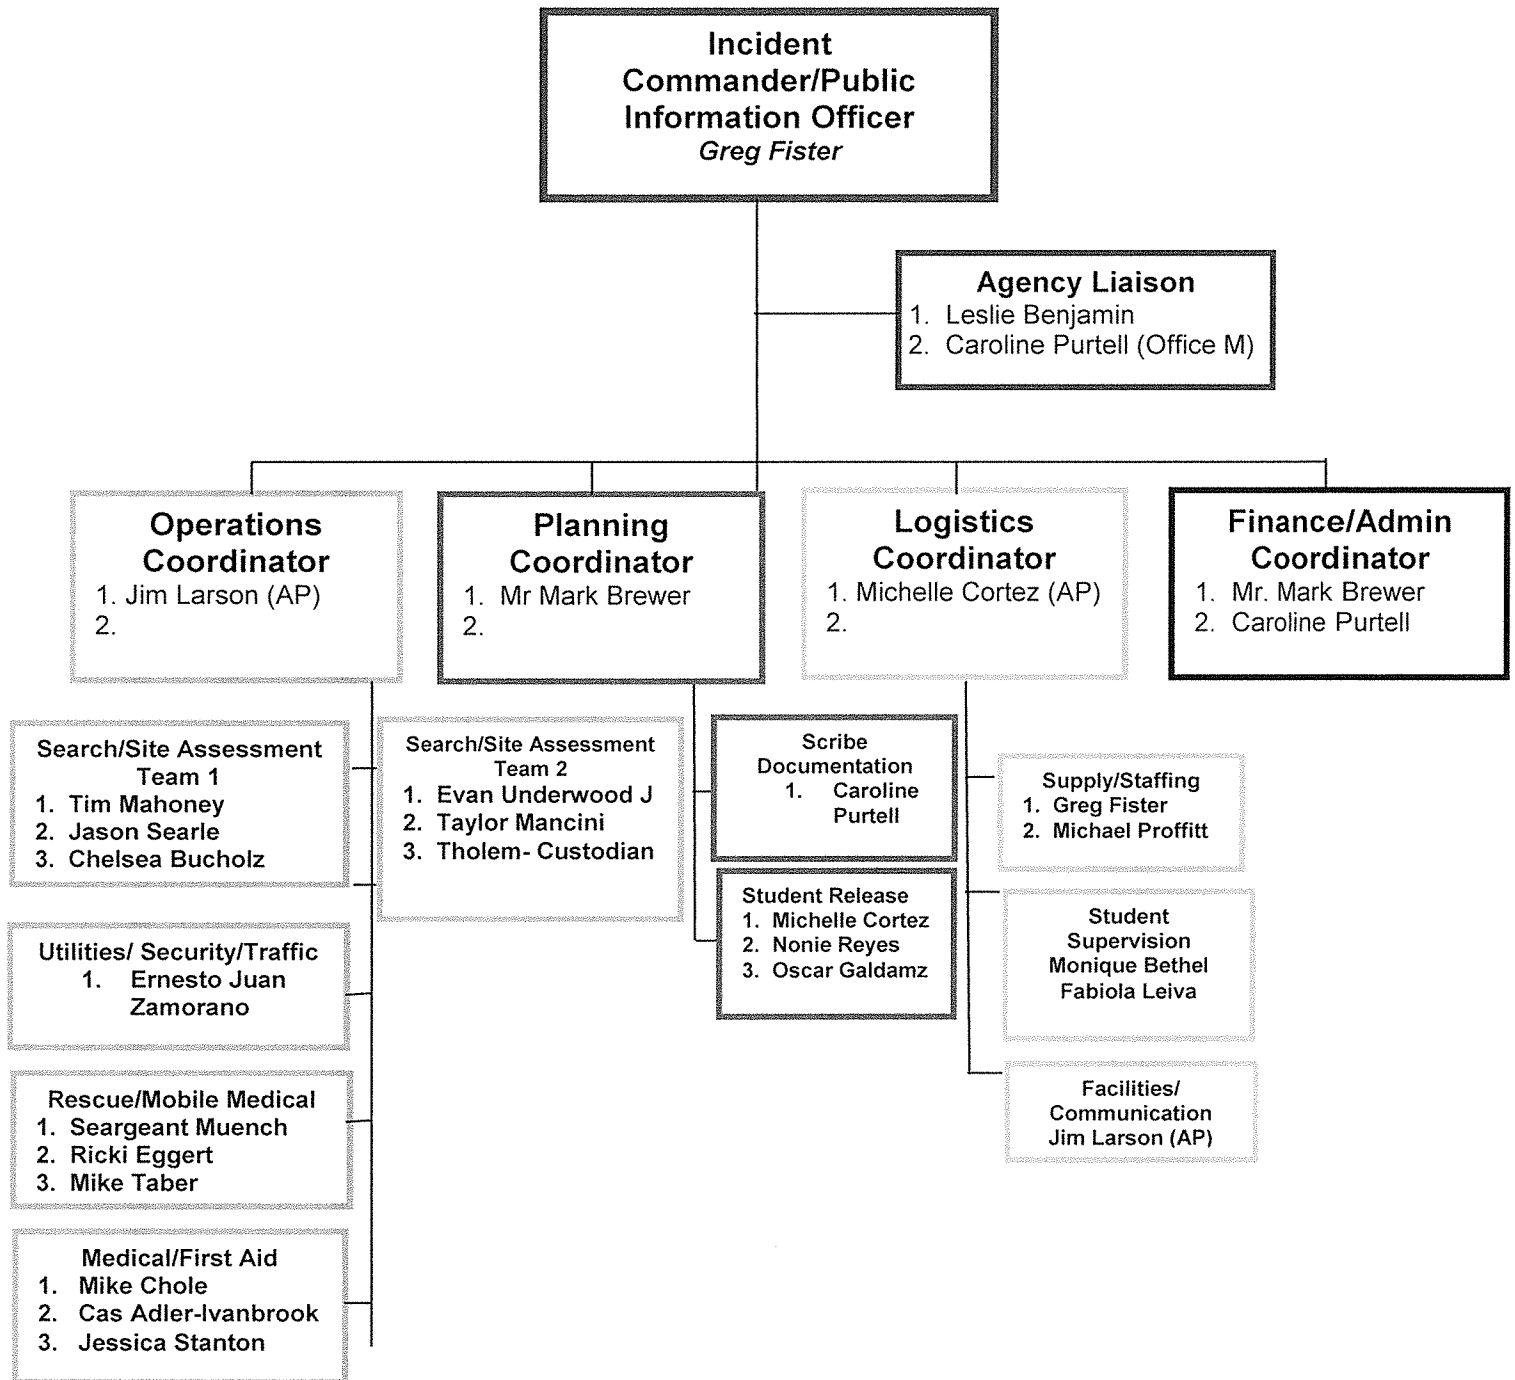 Incident
Commander/Public
Information Officer
Greg Fister
Agency Liaison
1. Leslie Benjamin
2. Caroline Purtell (Office M)
Operations
Coordinator
1. Jim Larson (AP)
2.
Planning
Coordinator
1. Mr Mark Brewer
2.
Logistics
Coordinator
1. Michelle Cortez (AP)
2.
Finance/Admin
Coordinator
1. Mr. Mark Brewer
2. Caroline Purtell
Search/Site Assessment
Team 1
1. Tim Mahoney
2. Jason Searle
3. Chelsea Bucholz
Search/Site Assessment
Team 2
1. Evan Underwood J
2. Taylor Mancini
3. Tholem- Custodian
Utilities/ Security/Traffic
1. Ernesto Juan
Zamorano
Rescue/Mobile Medical
1. Seargeant Muench
2. Ricki Eggert
3. Mike Taber
Medical/First Aid
1. Mike Chole
2. Cas Adler-Ivanbrook
3. Jessica Stanton
Scribe
Documentation
1. Caroline
Purtell
Student Release
1. Michelle Cortez
2. Nonie Reyes
3. Oscar Galdamz
Supply/Staffing
1. Greg Fister
2. Michael Proffitt
Student
Supervision
Monique Bethel
Fabiola Leiva
Facilities/
Communication
Jim Larson (AP)